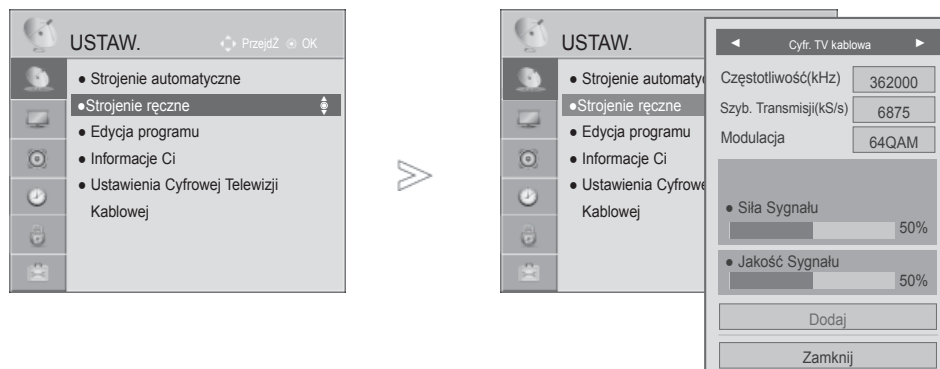 USTAW.
PrzejdŹ OK
● Strojenie automatyczne
●Strojenie ręczne
● Edycja programu
● Informacje Ci
● Ustawienia Cyfrowej Telewizji
Kablowej
USTAW.
● Strojenie automatyc
●Strojenie ręczne
● Edycja programu
● Informacje Ci
● Ustawienia Cyfrowe
Kablowej
◄ Cyfr. TV kablowa ►
Częstotliwość(kHz) 362000
Szyb. Transmisji(kS/s) 6875
Modulacja 64QAM
● Siła Sygnału
50%
● Jakość Sygnału
50%
Dodaj
Zamknij